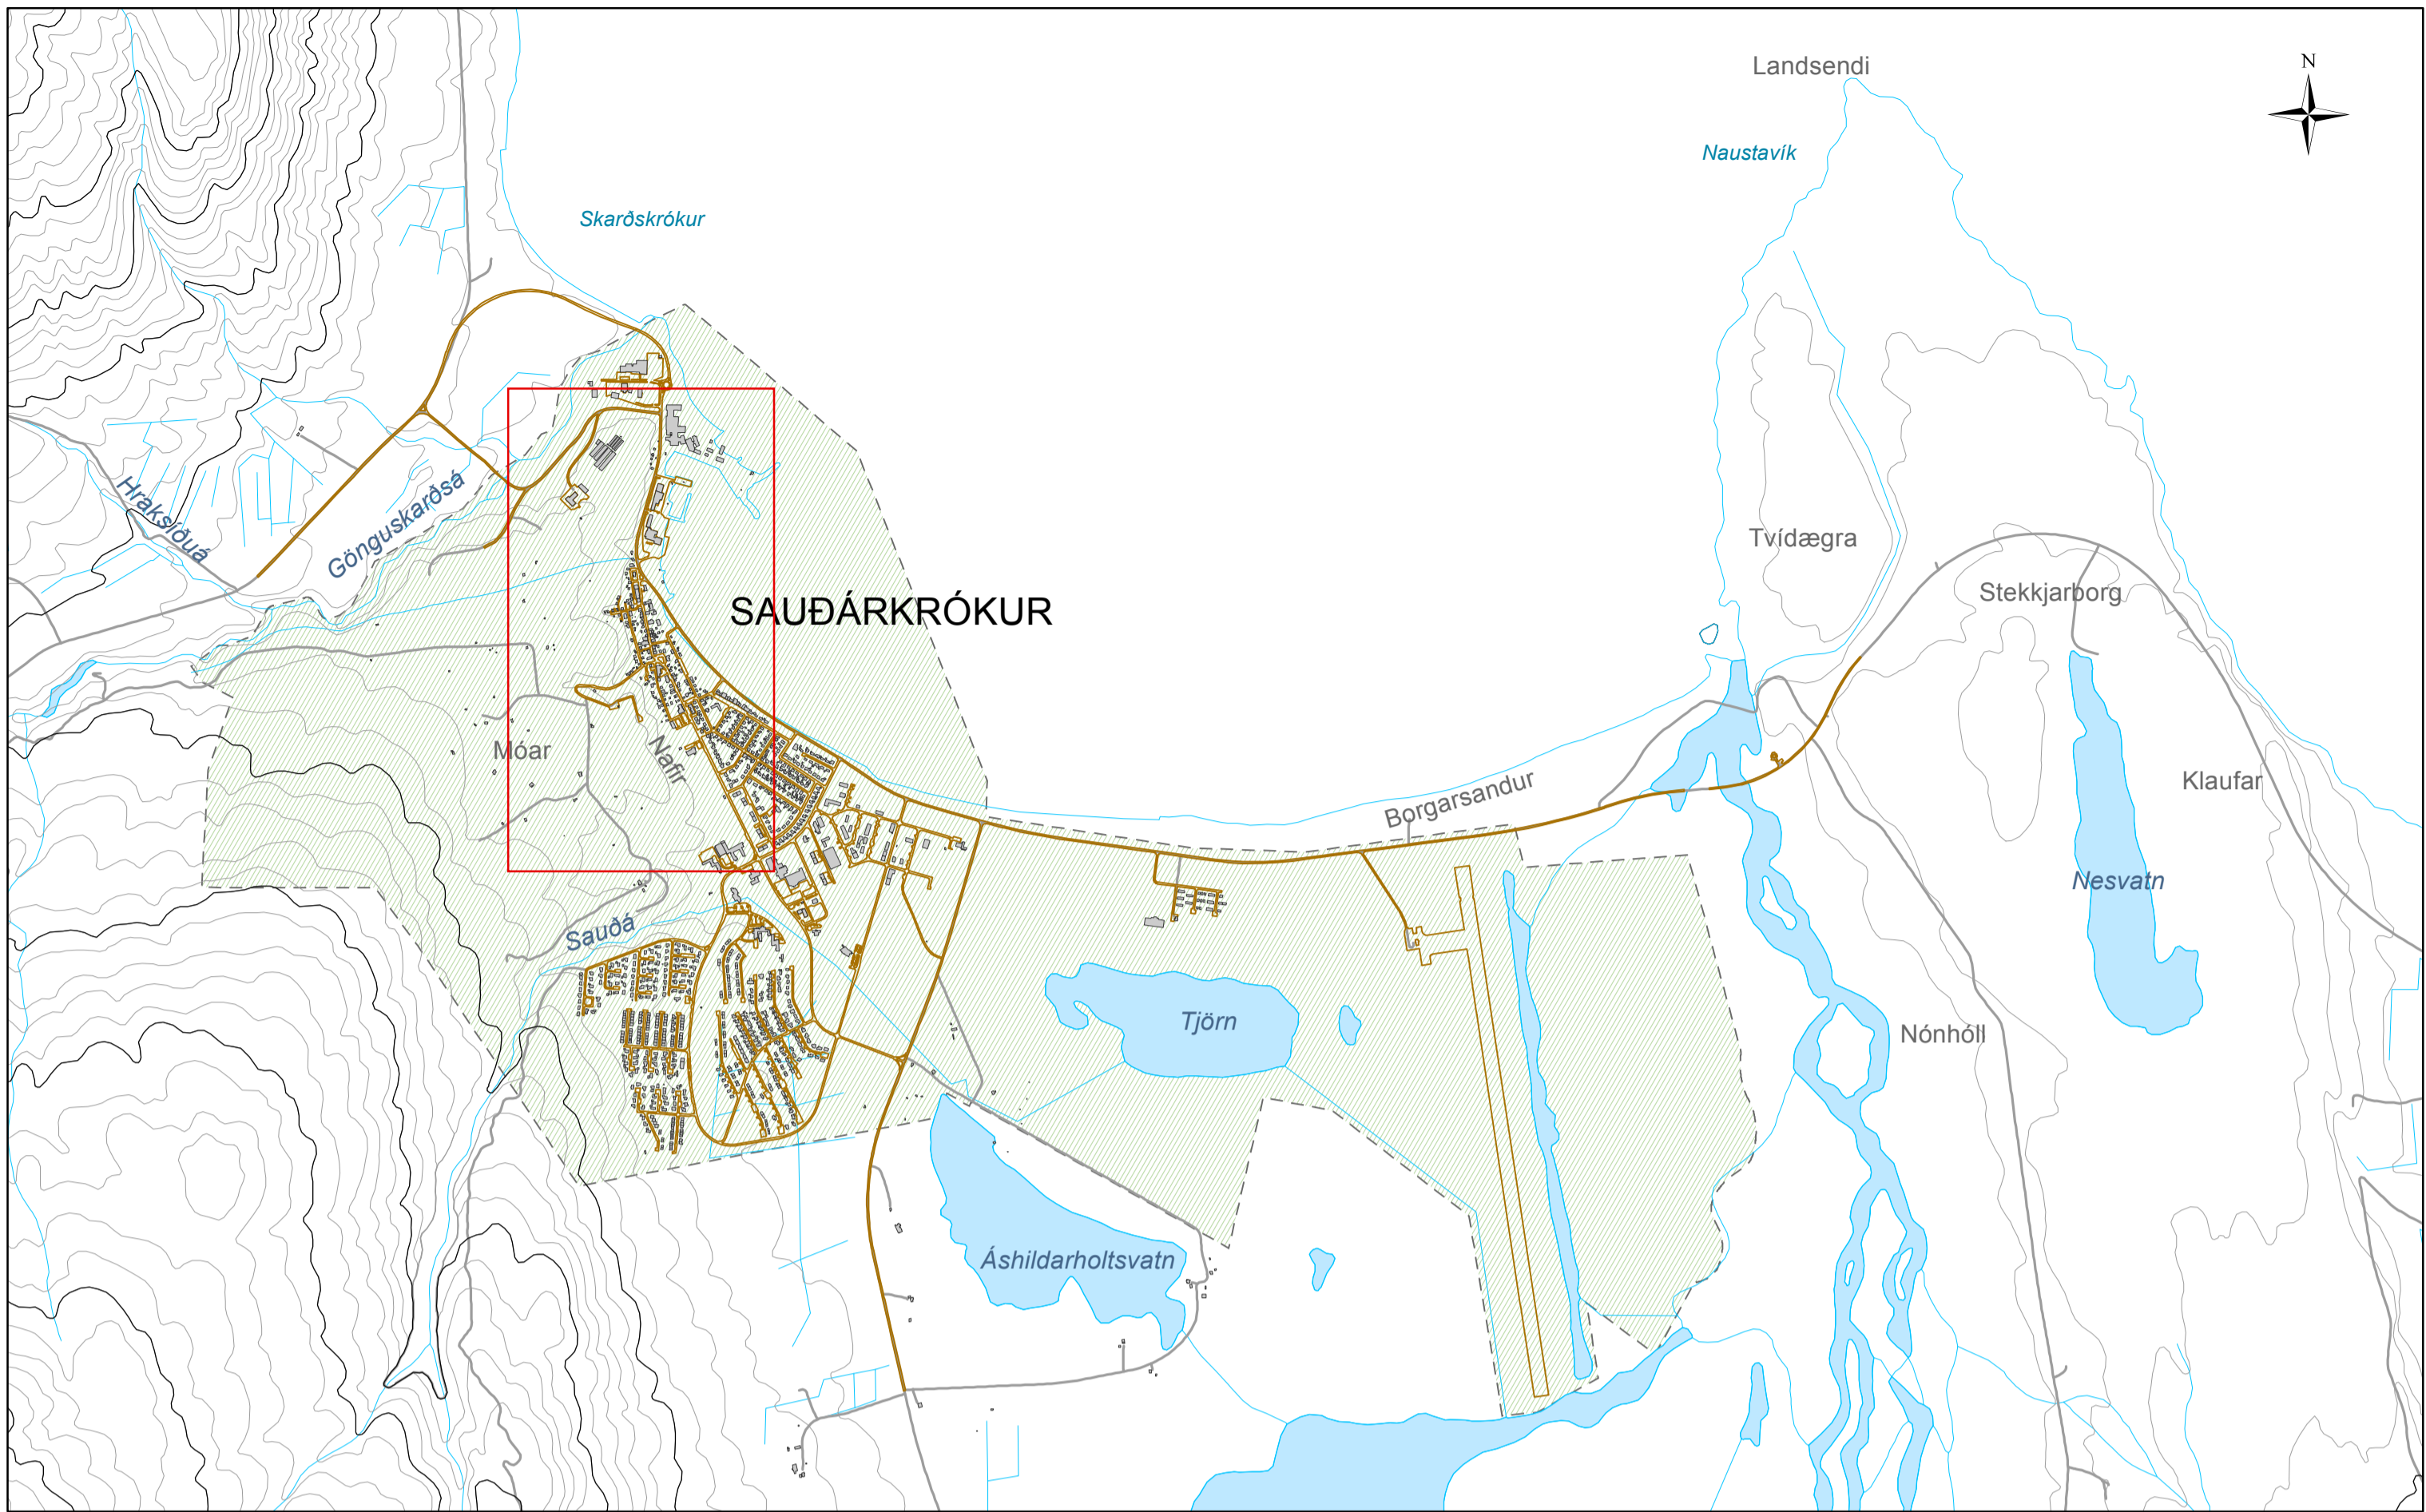 Landsendi
N
Naustavík
Skarðskrókur
Hraksíðuá
Gönguskarðsá
Tvídægra
Stekkjarborg
SAUÐÁRKRÓKUR
Móar
Nafir
Borgarsandur
Klaufar
Nesvatn
Sauðá
Tjörn
Nónhóll
Áshildarholtsvatn